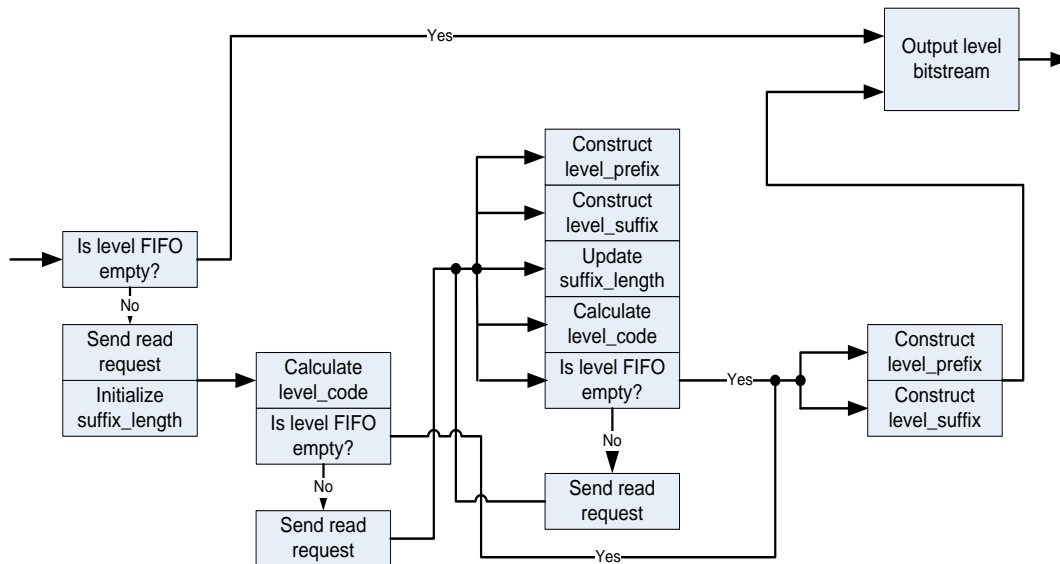 Yes
Output level
bitstream
Construct
level_prefix
Construct
level_suffix
Update
suffix_length
Calculate
level_code
Is level FIFO
empty?
Is level FIFO
empty?
No
Send read
request
Initialize
suffix_length
Calculate
level_code
Is level FIFO
empty?
No
Send read
request
Yes
No
Send read
request
Yes
Construct
level_prefix
Construct
level_suffix